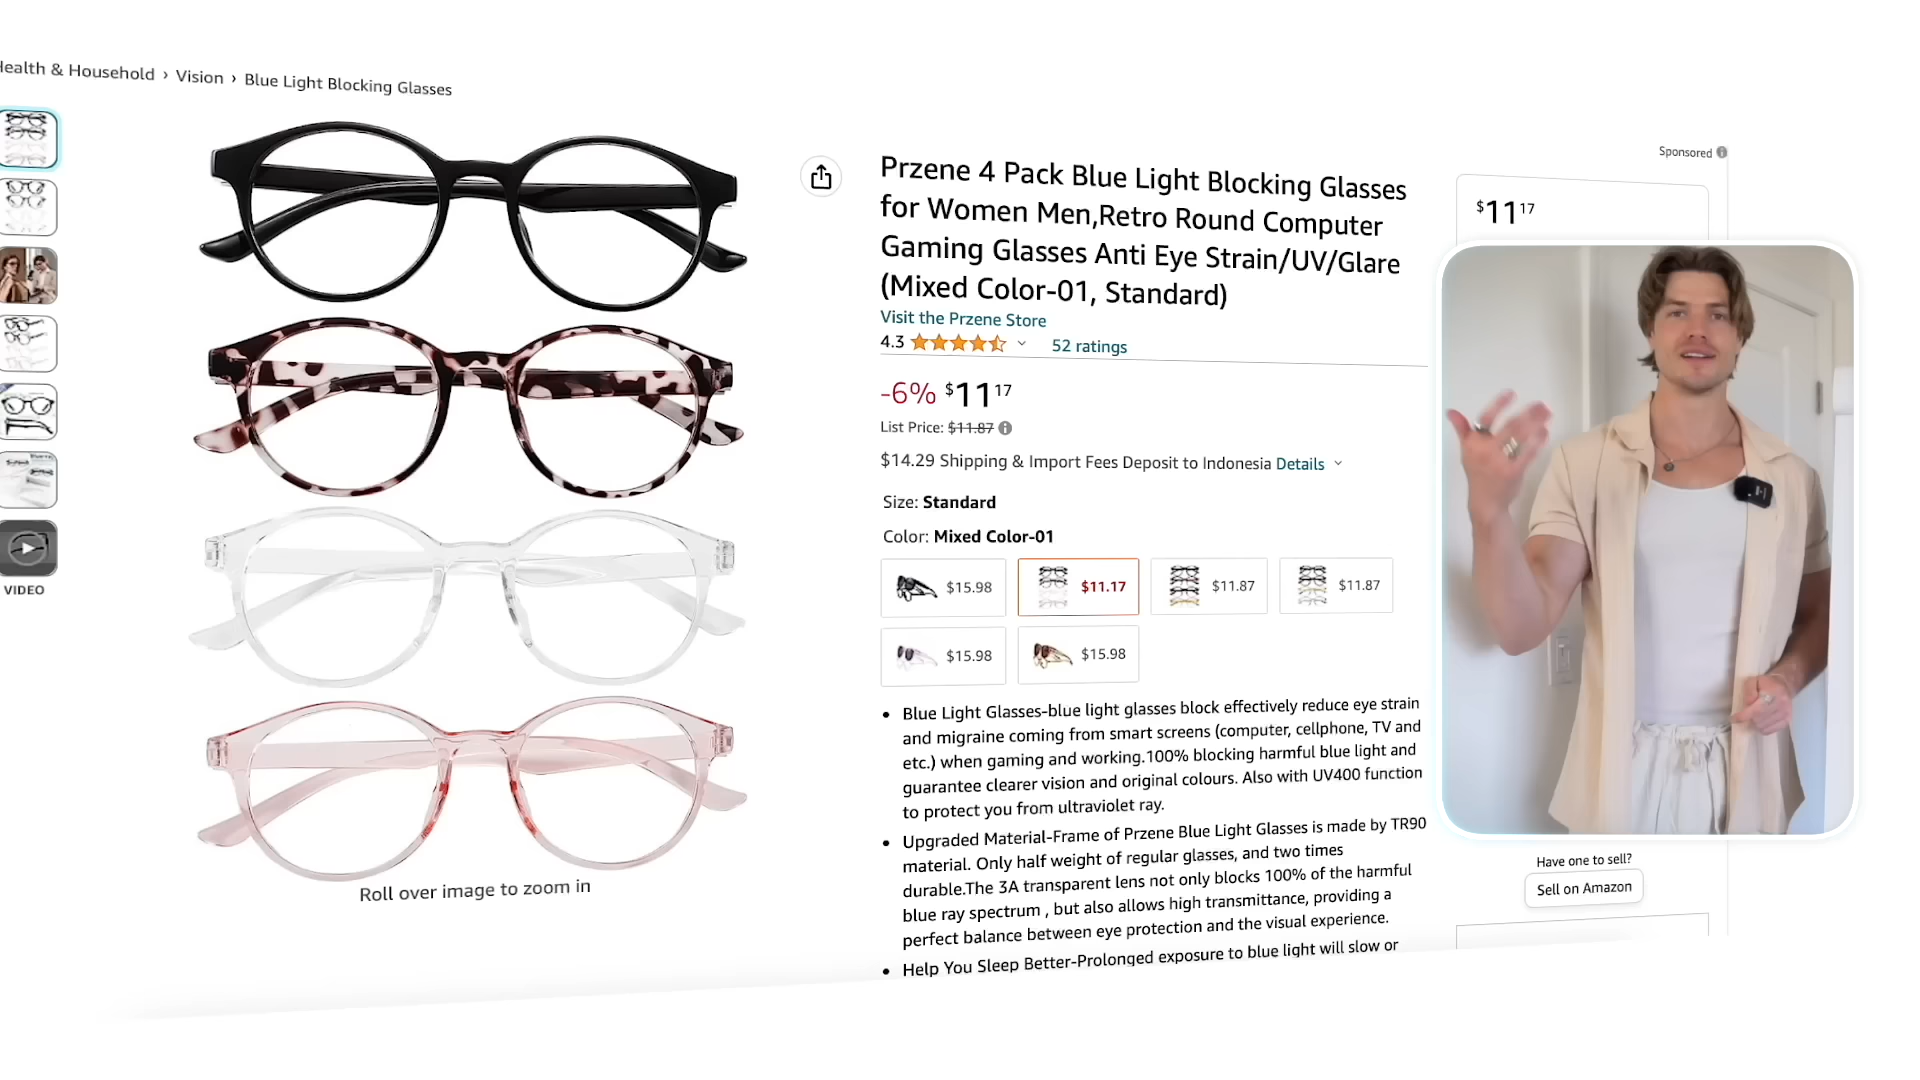 Health & Household › Vision › Blue Light Blocking Glasses
VIDEO
Roll over image to zoom in
Przene 4 Pack Blue Light Blocking Glasses
for Women Men,Retro Round Computer
Gaming Glasses Anti Eye Strain/UV/Glare
(Mixed Color-01, Standard)
Visit the Przene Store
4.3
52 ratings
-6% $11 17
List Price: $11.87
$14.29 Shipping & Import Fees Deposit to Indonesia Details
Size: Standard
Color: Mixed Color-01
$15.98
$11.17
$11.87
$11.87
$15.98
$15.98
• Blue Light Glasses-blue light glasses block effectively reduce eye strain
and migraine coming from smart screens (computer, cellphone, TV and
etc.) when gaming and working.100% blocking harmful blue light and
guarantee clearer vision and original colours. Also with UV400 function
to protect you from ultraviolet ray.
• Upgraded Material-Frame of Przene Blue Light Glasses is made by TR90
material. Only half weight of regular glasses, and two times
durable.The 3A transparent lens not only blocks 100% of the harmful
blue ray spectrum , but also allows high transmittance, providing a
perfect balance between eye protection and the visual experience.
• Help You Sleep Better-Prolonged exposure to blue light will slow or
Sponsored
$11 17
Have one to sell?
Sell on Amazon